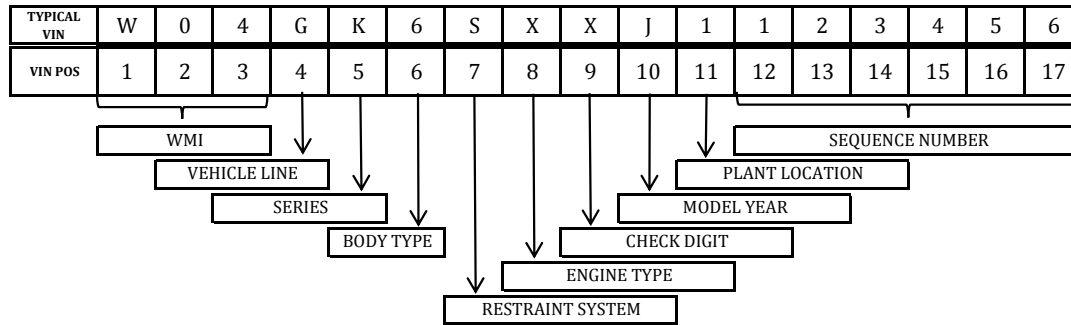 TYPICAL VIN W 0 4 G K 6 S X X J 1 1 2 3 4 5 6
VIN POS 1 2 3 4 5 6 7 8 9 10 11 12 13 14 15 16 17
WMI SEQUENCE NUMBER
VEHICLE LINE PLANT LOCATION
SERIES MODEL YEAR
BODY TYPE CHECK DIGIT
ENGINE TYPE
RESTRAINT SYSTEM